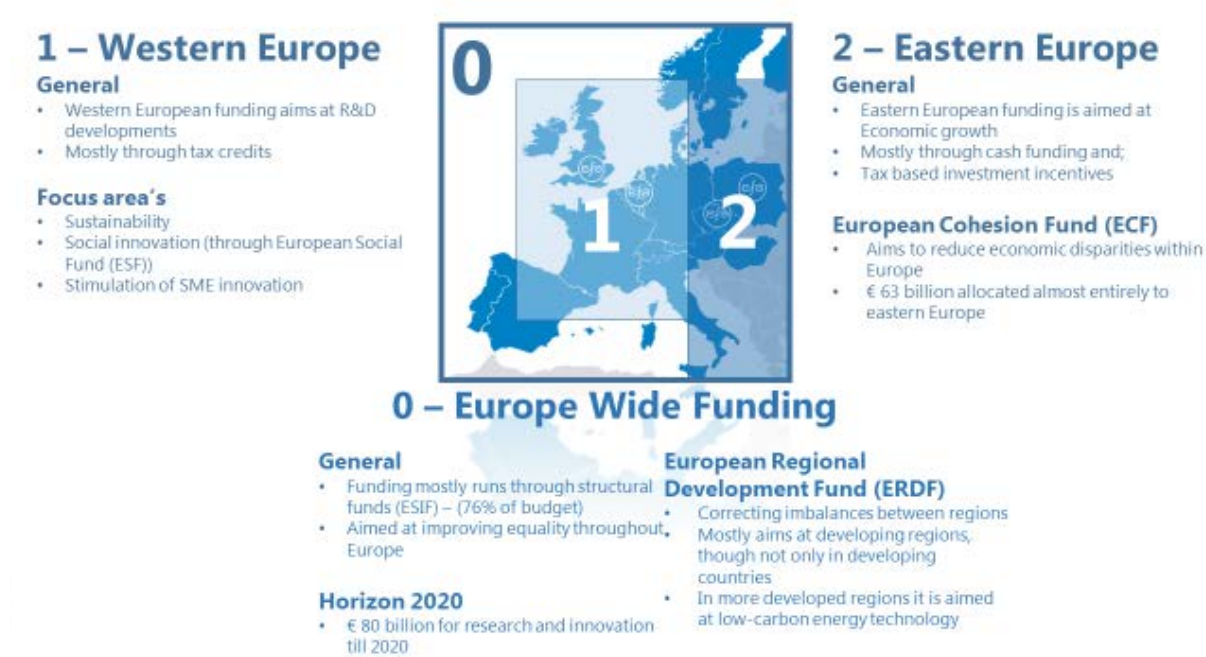 1 – Western Europe
General
• Western European funding aims at R&D
developments
• Mostly through tax credits
Focus area's
• Sustainability
• Social innovation (through European Social
Fund (ESF))
• Stimulation of SME innovation
0
1
2
2 – Eastern Europe
General
• Eastern European funding is aimed at
Economic growth
• Mostly through cash funding and;
• Tax based investment incentives
European Cohesion Fund (ECF)
• Aims to reduce economic disparities within
Europe
• € 63 billion allocated almost entirely to
eastern Europe
0 – Europe Wide Funding
General
• Funding mostly runs through structural
funds (ESIF) – (76% of budget)
• Aimed at improving equality throughout
Europe
Horizon 2020
• € 80 billion for research and innovation
till 2020
European Regional
Development Fund (ERDF)
• Correcting imbalances between regions
• Mostly aims at developing regions,
though not only in developing
countries
• In more developed regions it is aimed
at low-carbon energy technology